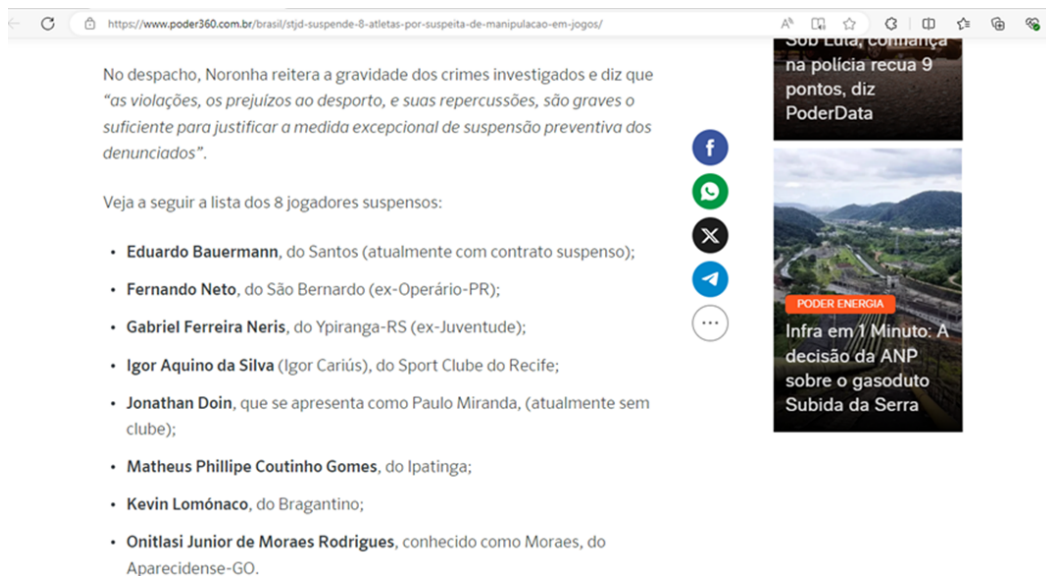 https://www.poder360.com.br/brasil/stjd-suspende-8-atletas-por-suspeita-de-manipulacao-em-jogos/
No despacho, Noronha reitera a gravidade dos crimes investigados e diz que
“as violações, os prejuízos ao desporto, e suas repercussões, são graves o
suficiente para justificar a medida excepcional de suspensão preventiva dos
denunciados”.
Veja a seguir a lista dos 8 jogadores suspensos:
• Eduardo Bauermann, do Santos (atualmente com contrato suspenso);
• Fernando Neto, do São Bernardo (ex-Operário-PR);
• Gabriel Ferreira Neris, do Ypiranga-RS (ex-Juventude);
• Igor Aquino da Silva (Igor Cariús), do Sport Clube do Recife;
• Jonathan Doin, que se apresenta como Paulo Miranda, (atualmente sem
clube);
• Matheus Phillipe Coutinho Gomes, do Ipatinga;
• Kevin Lomónaco, do Bragantino;
• Onitlasi Junior de Moraes Rodrigues, conhecido como Moraes, do
Aparecidense-GO.
Sob Lula, confiança
na polícia recua 9
pontos, diz
PoderData
PODER ENERGIA
Infra em 1 Minuto: A
decisão da ANP
sobre o gasoduto
Subida da Serra